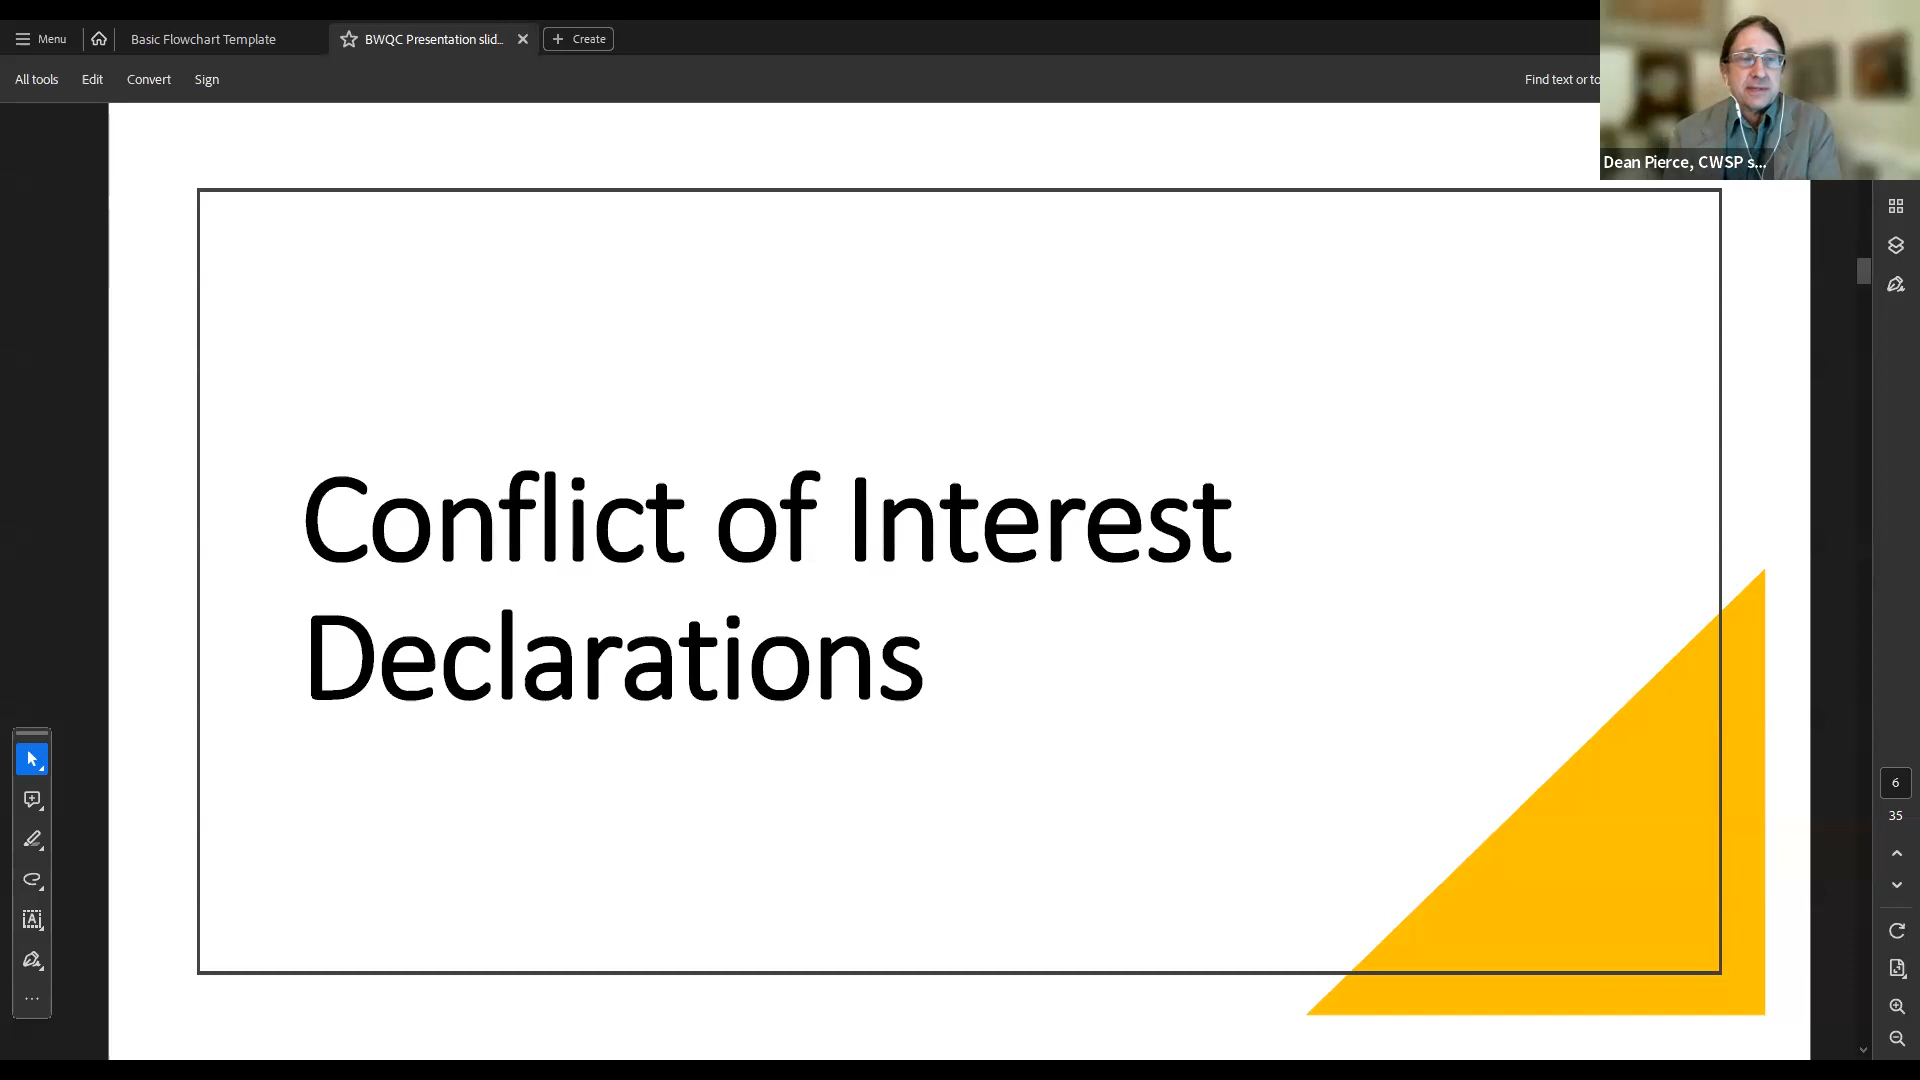 Menu
Basic Flowchart Template
BWQC Presentation slid...
Create
All tools
Edit
Convert
Sign
Find text or to
Dean Pierce, CWSP s...
Conflict of Interest
Declarations
6
35